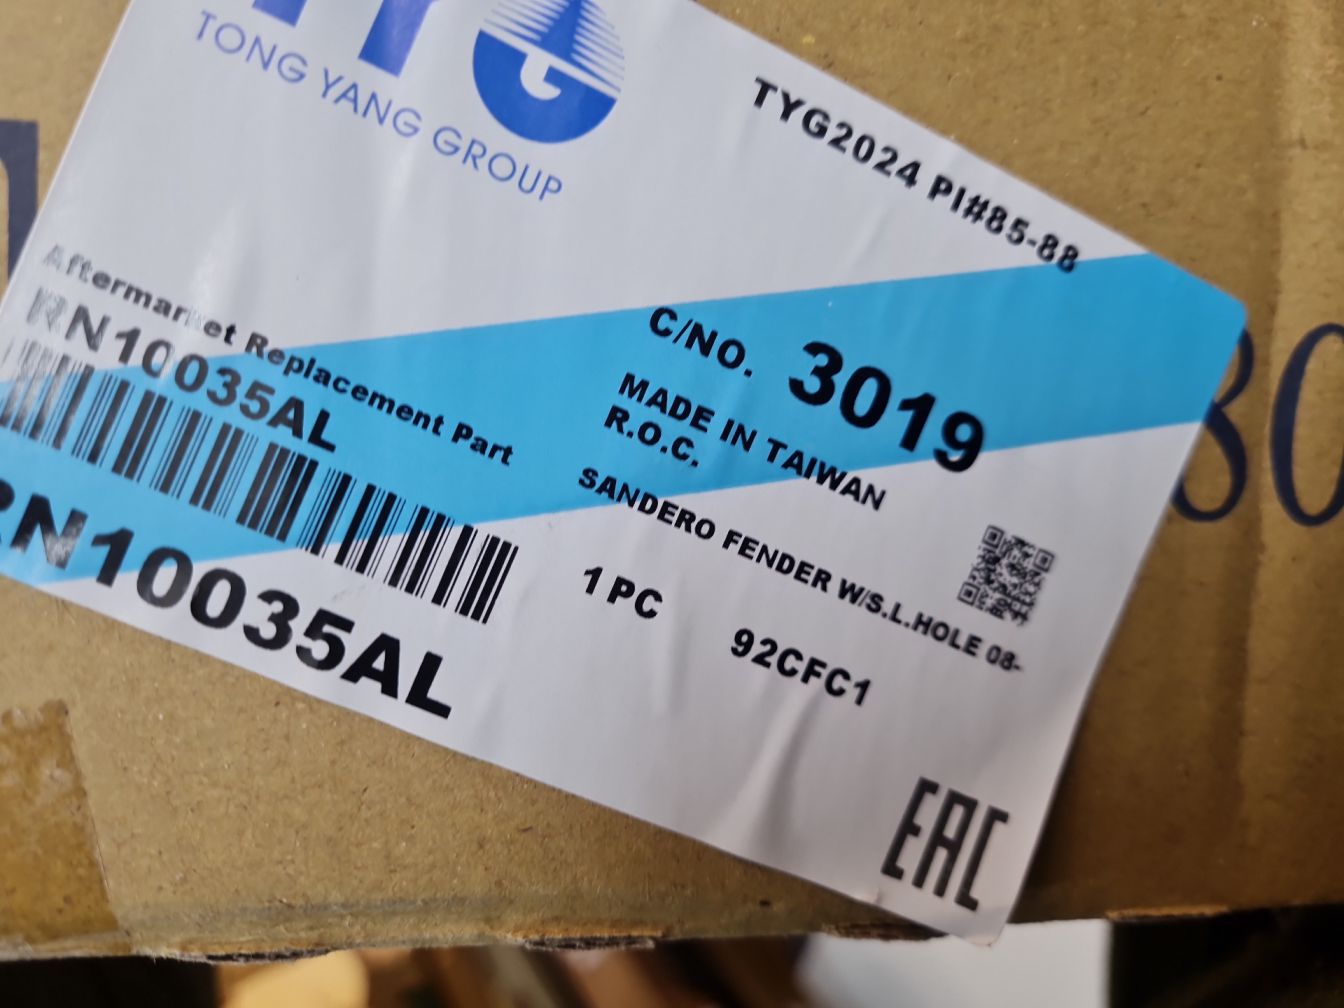 TYG
TONG YANG GROUP
TYG2024 PI#85-88
Aftermarket Replacement Part
RN10035AL
RN10035AL
C/NO. 3019
MADE IN TAIWAN
R.O.C.
SANDERO FENDER W/S.L.HOLE 08-
1 PC
92CFC1
EAC